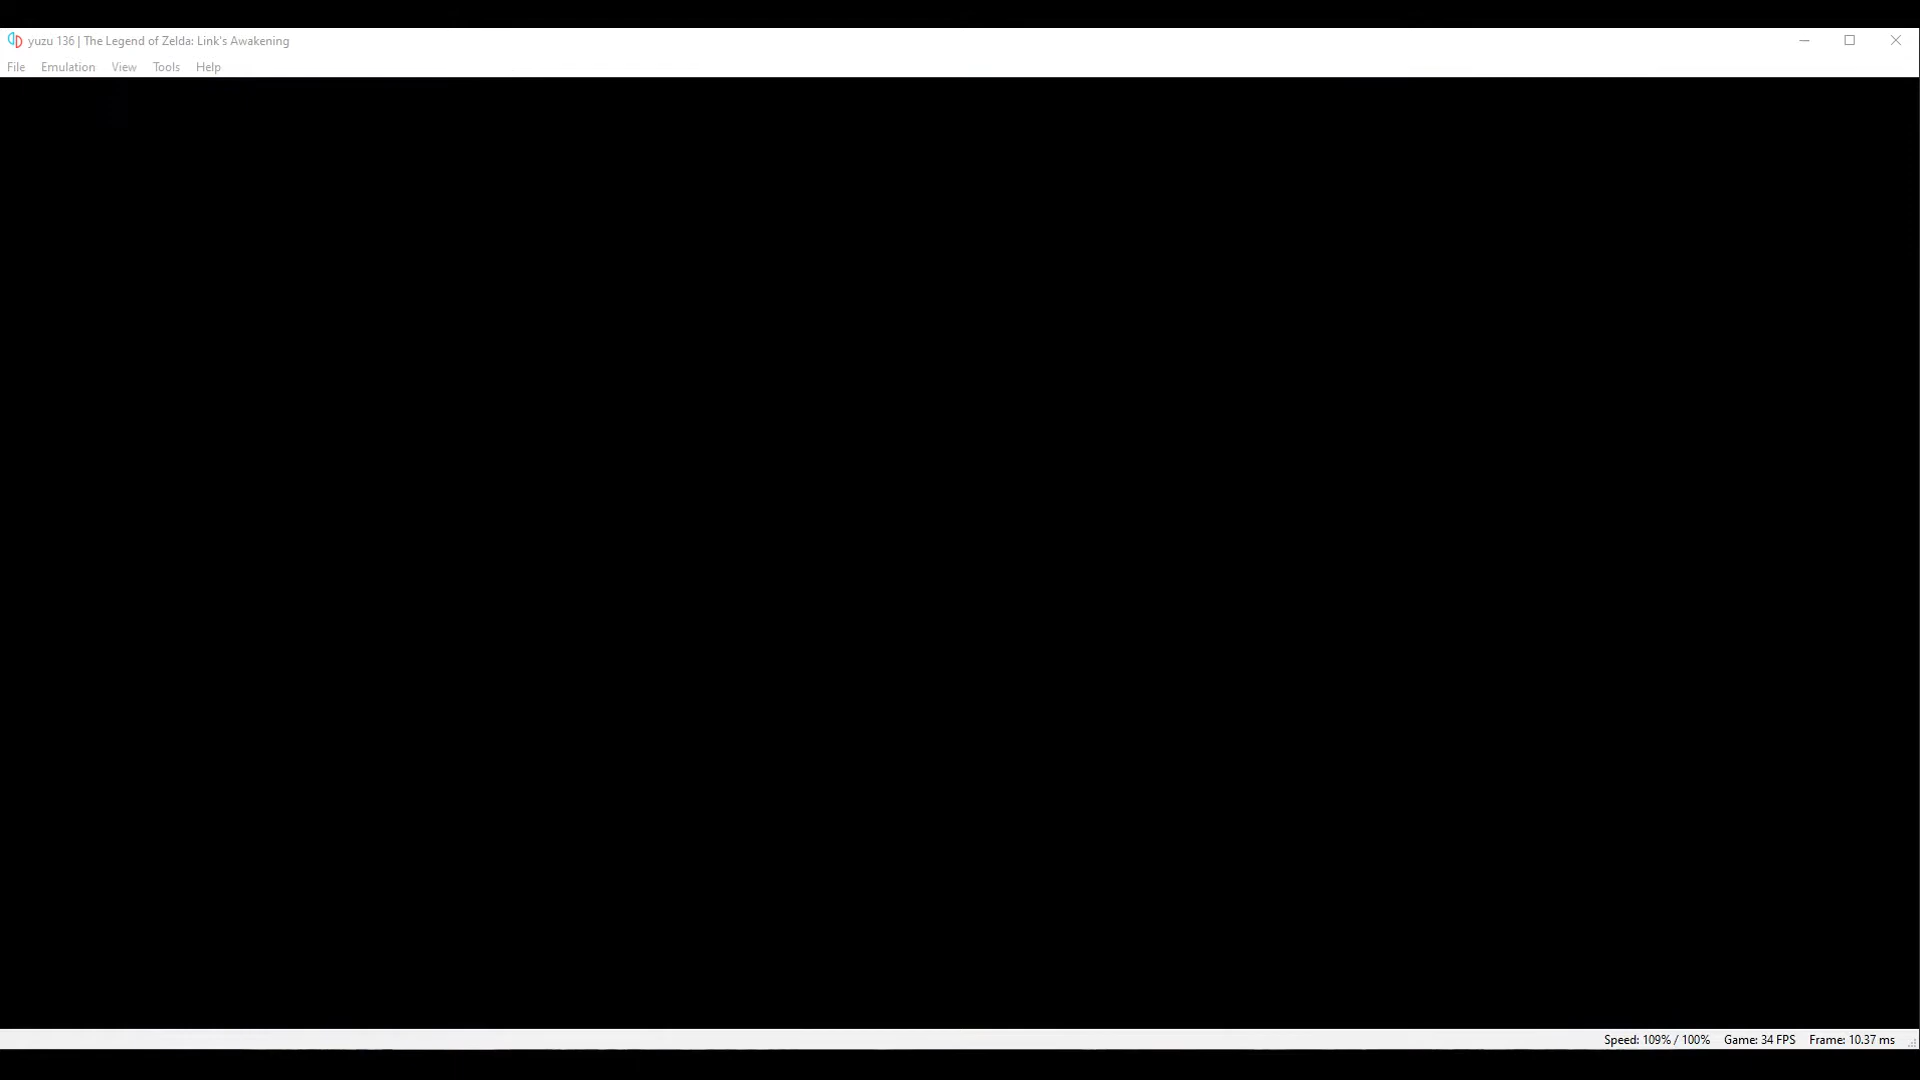 yuzu 136 | The Legend of Zelda: Link's Awakening
File Emulation View Tools Help
Speed: 109% / 100% Game: 34 FPS Frame: 10.37 ms